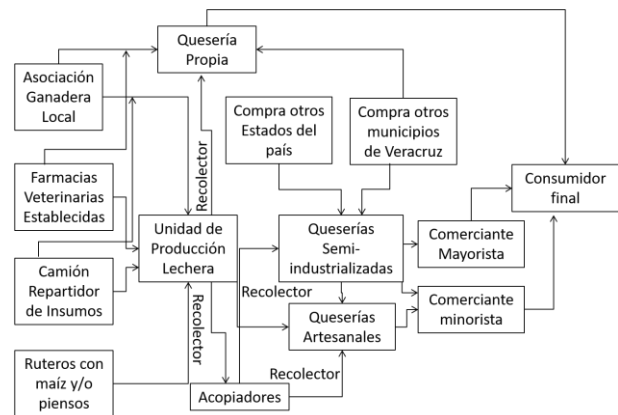 Quesería
Propia
Asociación
Ganadera
Local
Compra otros
Estados del
país
Compra otros
municipios
de Veracruz
Recolector
Farmacias
Veterinarias
Establecidas
Consumidor
final
Unidad de
Producción
Lechera
Queserías
Semi-
industrializadas
Comerciante
Mayorista
Camión
Repartidor
de Insumos
Recolector
Recolector
Comerciante
minorista
Queserías
Artesanales
Ruteros con
maíz y/o
piensos
Acopiadores
Recolector